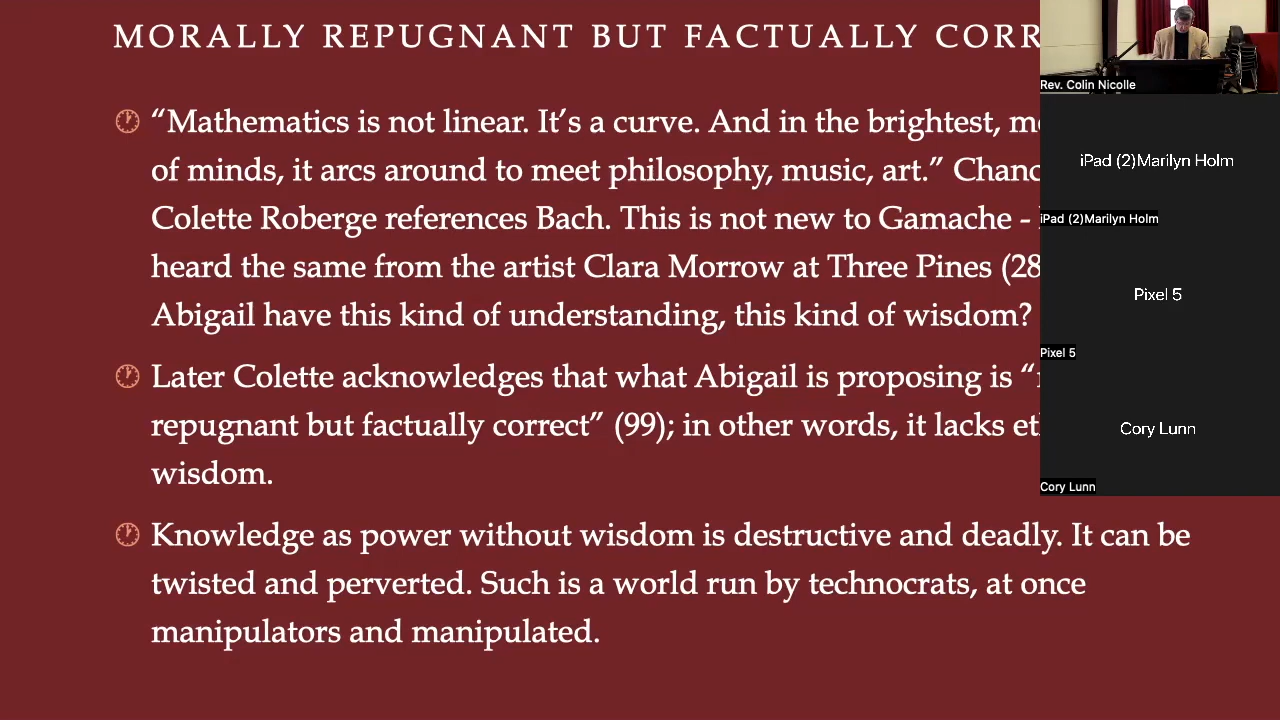 MORALLY REPUGNANT BUT FACTUALLY
“Mathematics is not linear. It’s a curve. And in the brightest,
of minds, it arcs around to meet philosophy, music, art.”
Colette Roberge references Bach. This is not new to Gamache -
heard the same from the artist Clara Morrow at Three Pines
Abigail have this kind of understanding, this kind of wisdom?
Later Colette acknowledges that what Abigail is proposing is
repugnant but factually correct” (99); in other words, it lacks
wisdom.
Knowledge as power without wisdom is destructive and deadly. It can be
twisted and perverted. Such is a world run by technocrats, at once
manipulators and manipulated.
Rev. Colin Nicolle
iPad (2)Marilyn Holm
iPad (2)Marilyn Holm
Pixel 5
Pixel 5
Cory Lunn
Cory Lunn